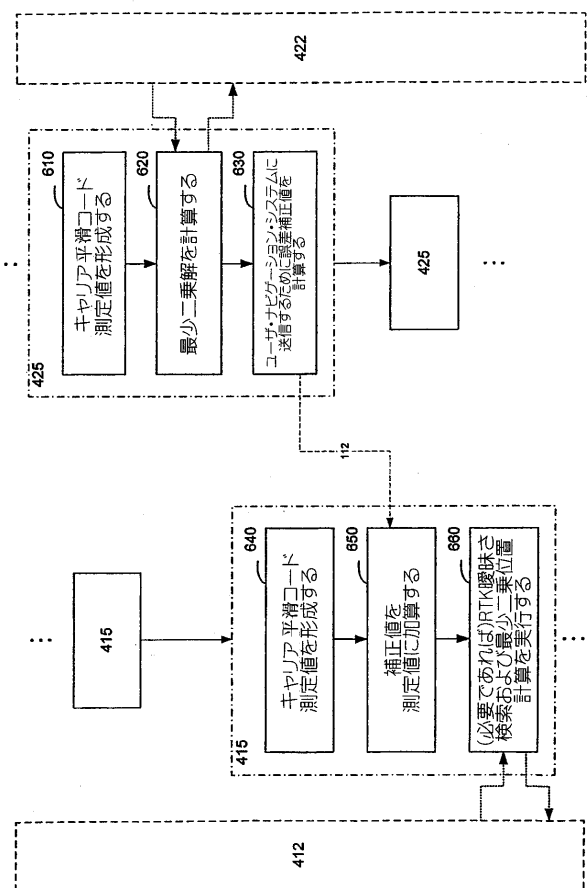 422
425
610
キャリア平滑コード
測定値を形成する
620
最少二乗解を計算する
630
ユーザ・ナビゲーション・システムに
送信するために誤差補正値を
計算する
425
112
415
415
640
キャリア平滑コード
測定値を形成する
650
補正値を
測定値に加算する
660
(必要であれば)RTK曖昧さ
検索および最少二乗位置
計算を実行する
412